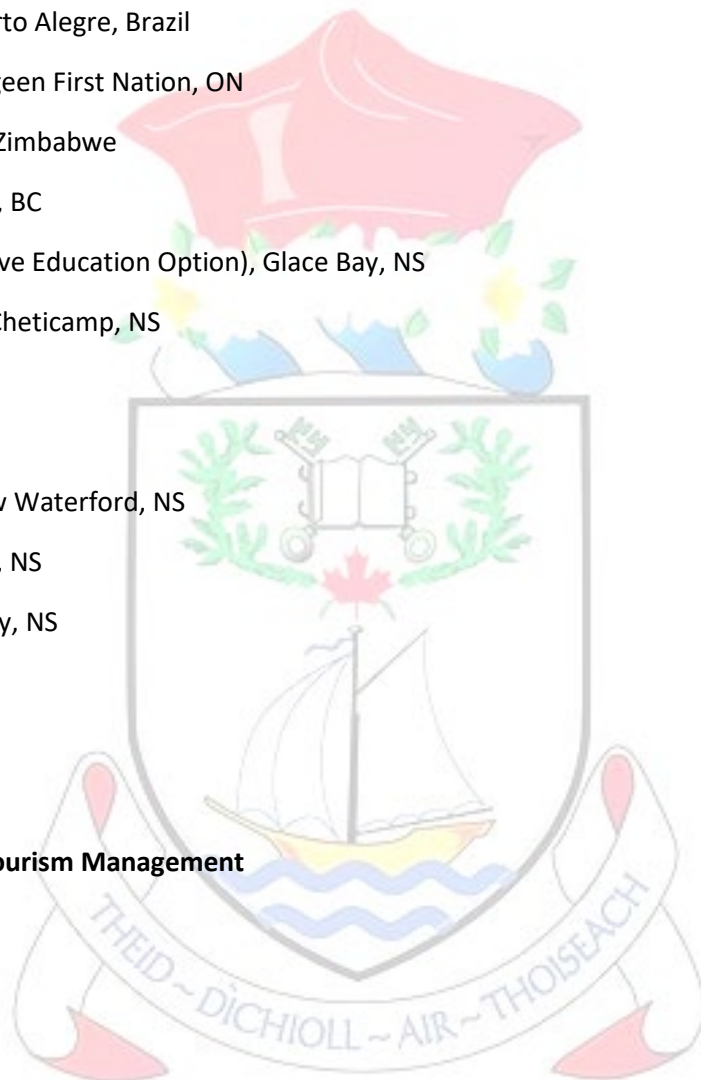 rto Alegre, Brazil
geen First Nation, ON
Zimbabwe
, BC
ve Education Option), Glace Bay, NS
Cheticamp, NS
w Waterford, NS
, NS
y, NS
ourism Management
THEID ~ DÌCHIOLL ~ AIR ~ THOISEACH